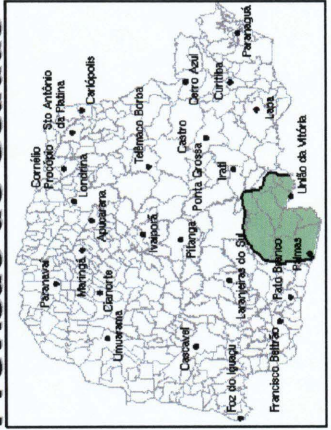 Paranavaí
Maringá
Cianorte
Umuarama
Cornélio
Procópio
Londrina
Apucarana
Sto Antônio
da Platina
Carlópolis
Ivaiporã
Telêmaco Borba
Pitanga
Castro
Ponta Grossa
Cerro Azul
Curitiba
Paranaguá
Irati
Lapa
Cascavel
Foz do Iguaçu
Laranjeiras do Sul
Francisco Beltrão
Pato Branco
Palmas
União da Vitória